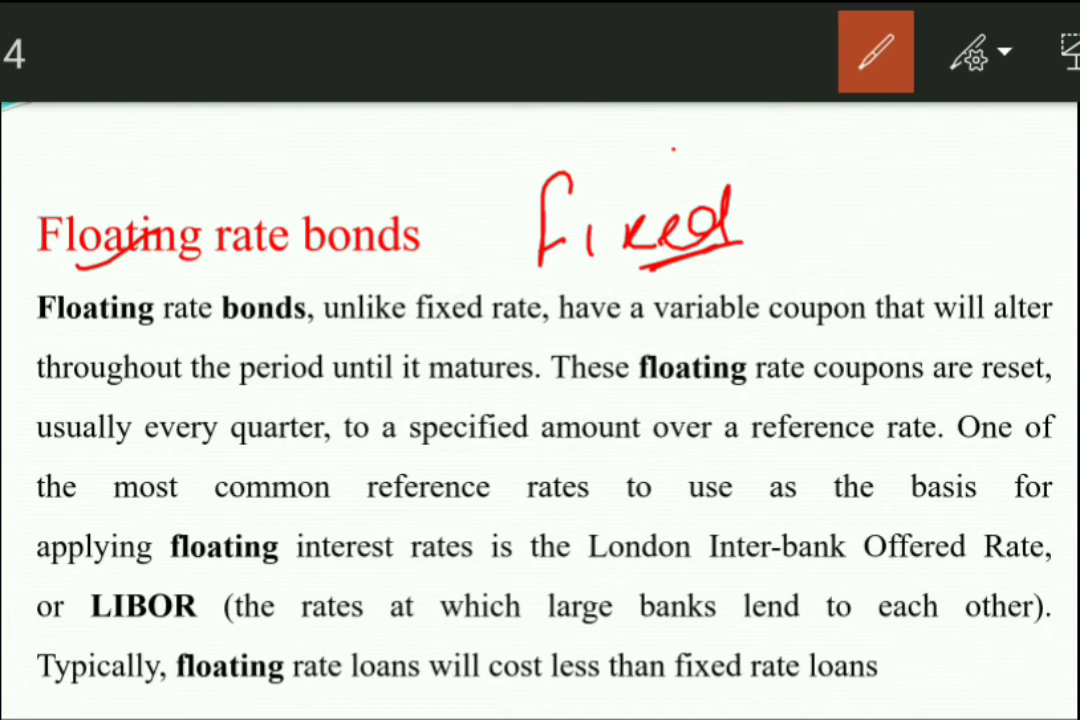 4
Floating rate bonds fixed
Floating rate bonds, unlike fixed rate, have a variable coupon that will alter
throughout the period until it matures. These floating rate coupons are reset,
usually every quarter, to a specified amount over a reference rate. One of
the most common reference rates to use as the basis for
applying floating interest rates is the London Inter-bank Offered Rate,
or LIBOR (the rates at which large banks lend to each other).
Typically, floating rate loans will cost less than fixed rate loans